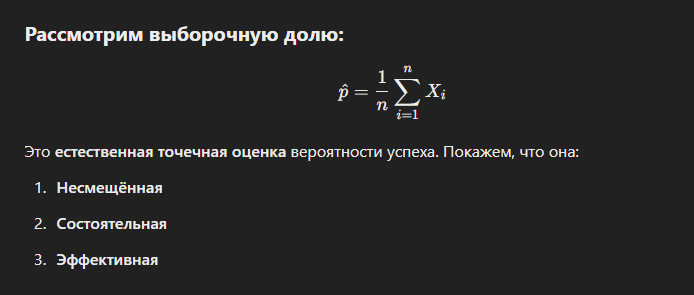 Рассмотрим выборочную долю:
p̂ = 1/n ∑_{i=1}^{n} X_i
Это естественная точечная оценка вероятности успеха. Покажем, что она:
1. Несмещённая
2. Состоятельная
3. Эффективная